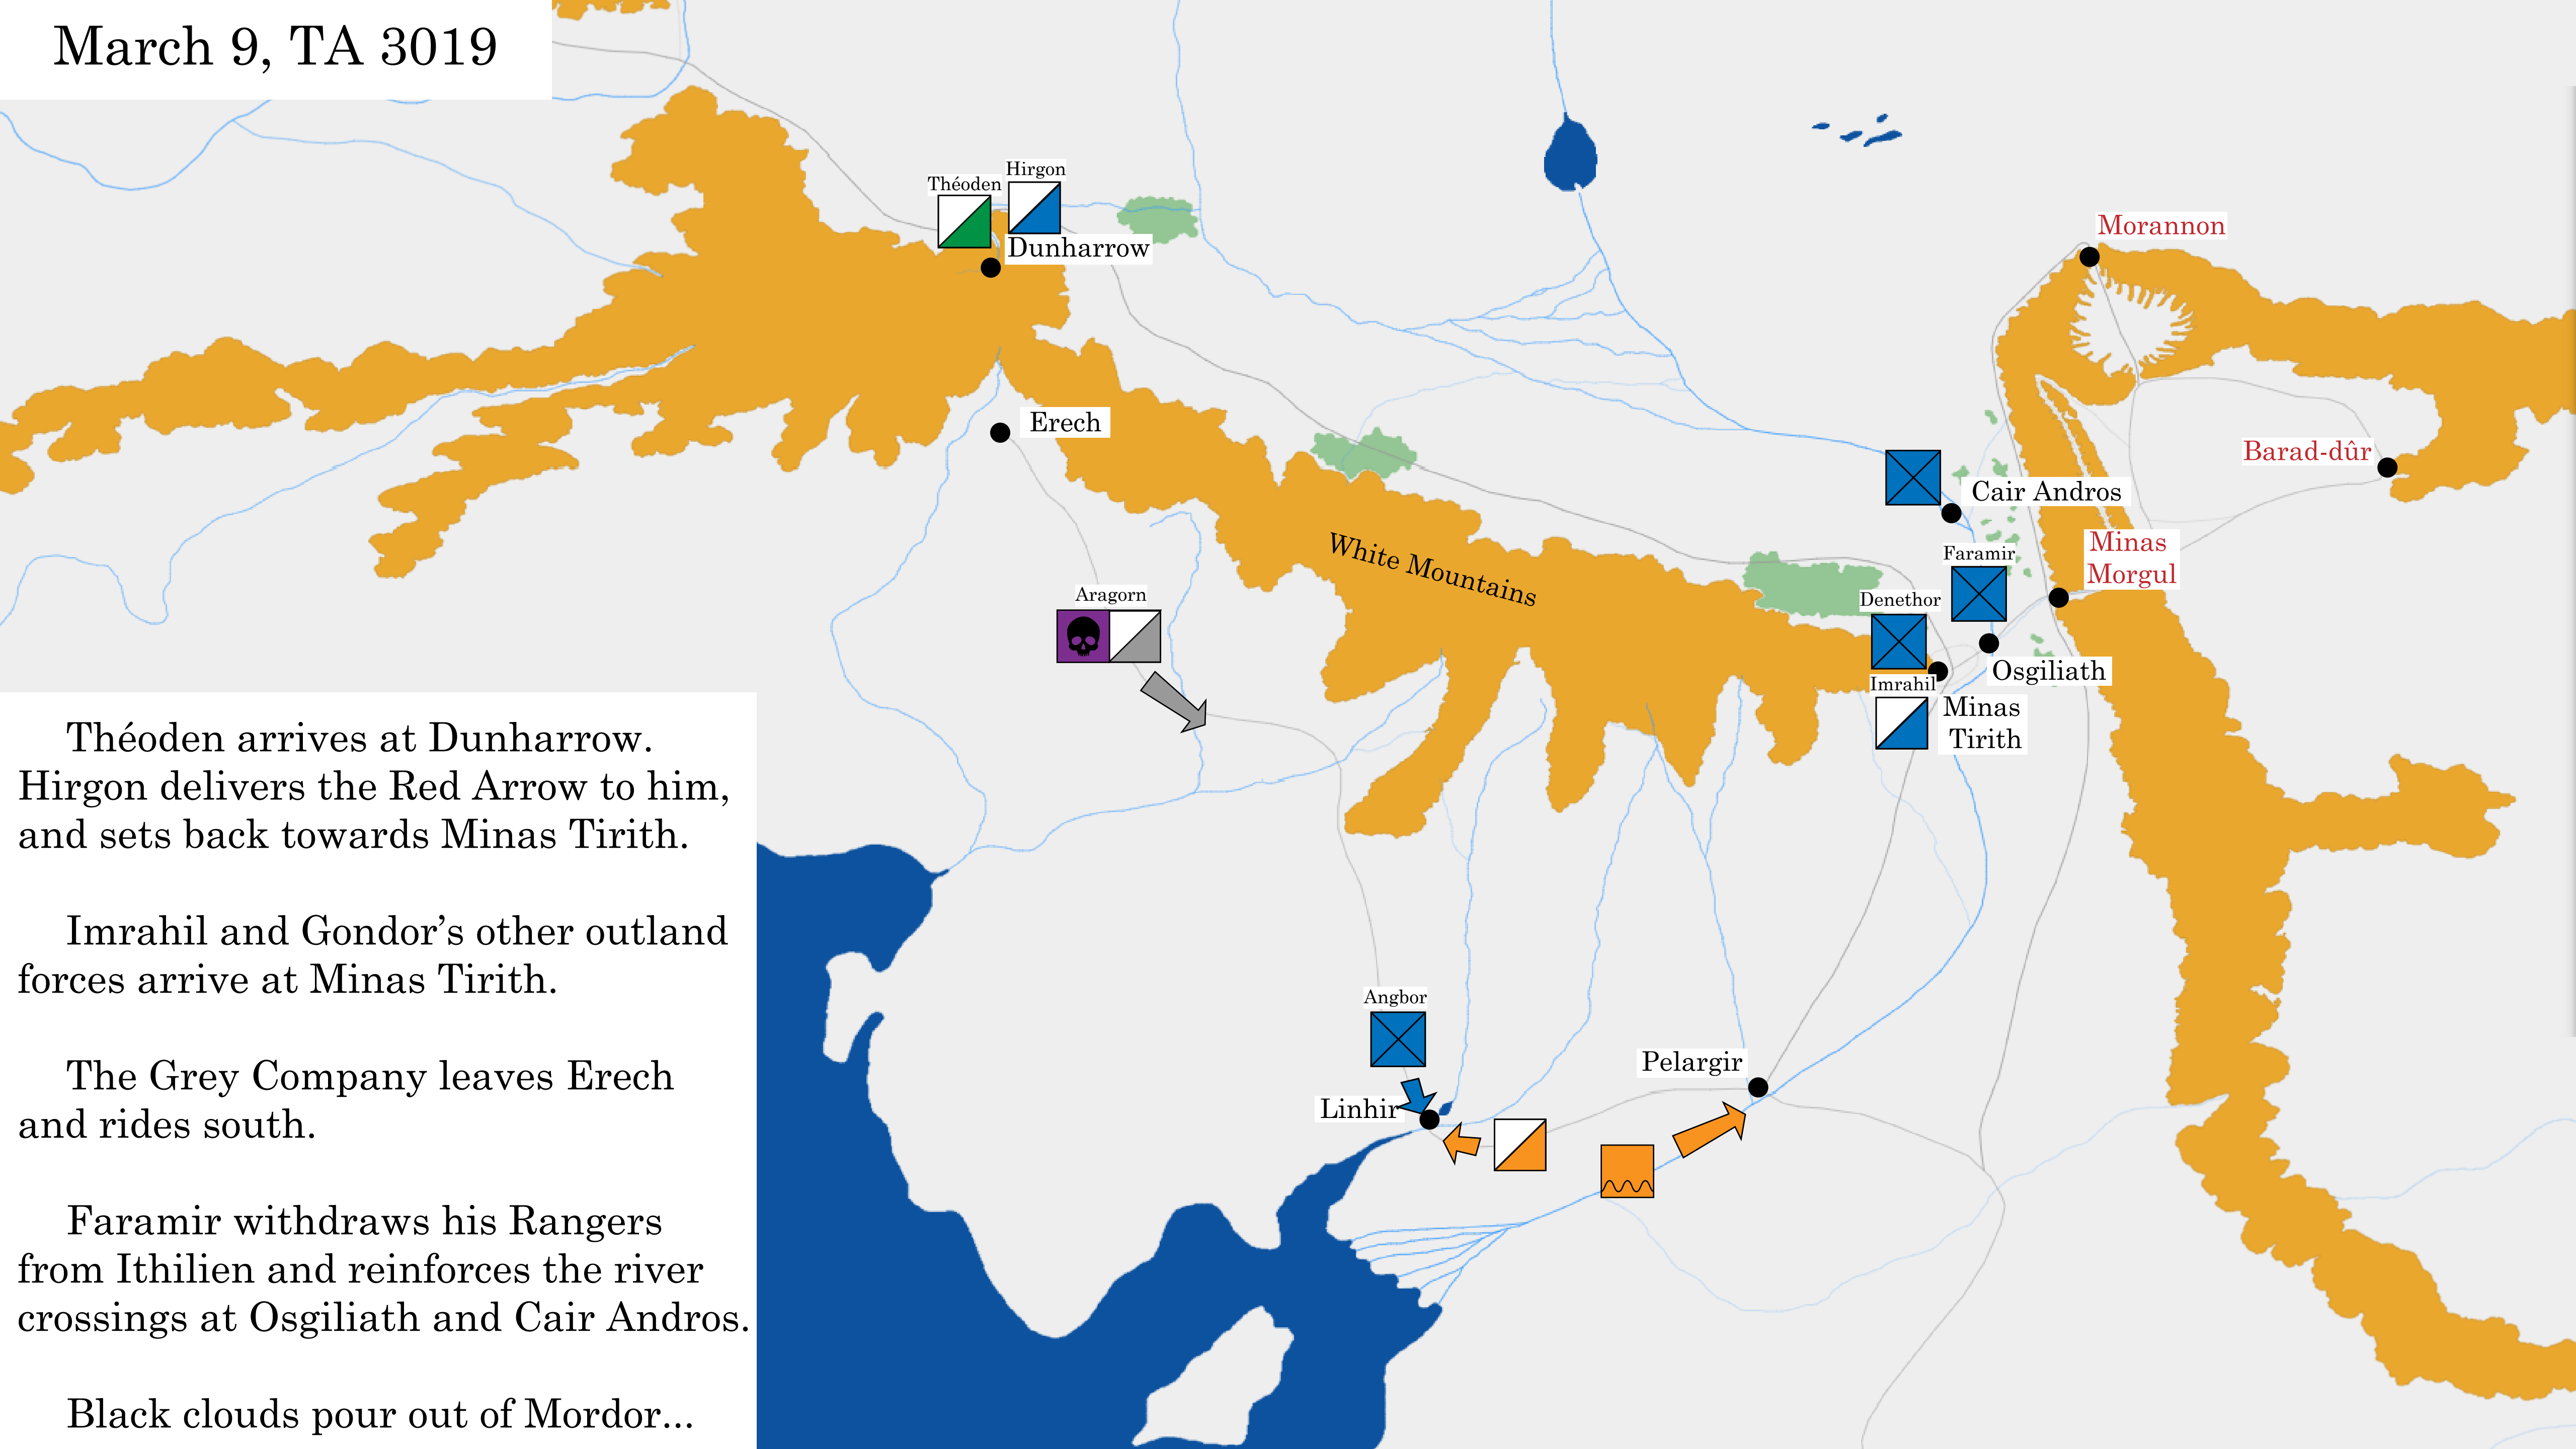 March 9, TA 3019
Hirgon
Théoden
Dunharrow
Morannon
Erech
Barad-dûr
Cair Andros
White Mountains
Minas
Morgul
Faramir
Aragorn
Denethor
Osgiliath
Imrahil
Minas
Tirith
Angbor
Pelargir
Linhir
Théoden arrives at Dunharrow.
Hirgon delivers the Red Arrow to him,
and sets back towards Minas Tirith.
Imrahil and Gondor’s other outland
forces arrive at Minas Tirith.
The Grey Company leaves Erech
and rides south.
Faramir withdraws his Rangers
from Ithilien and reinforces the river
crossings at Osgiliath and Cair Andros.
Black clouds pour out of Mordor...